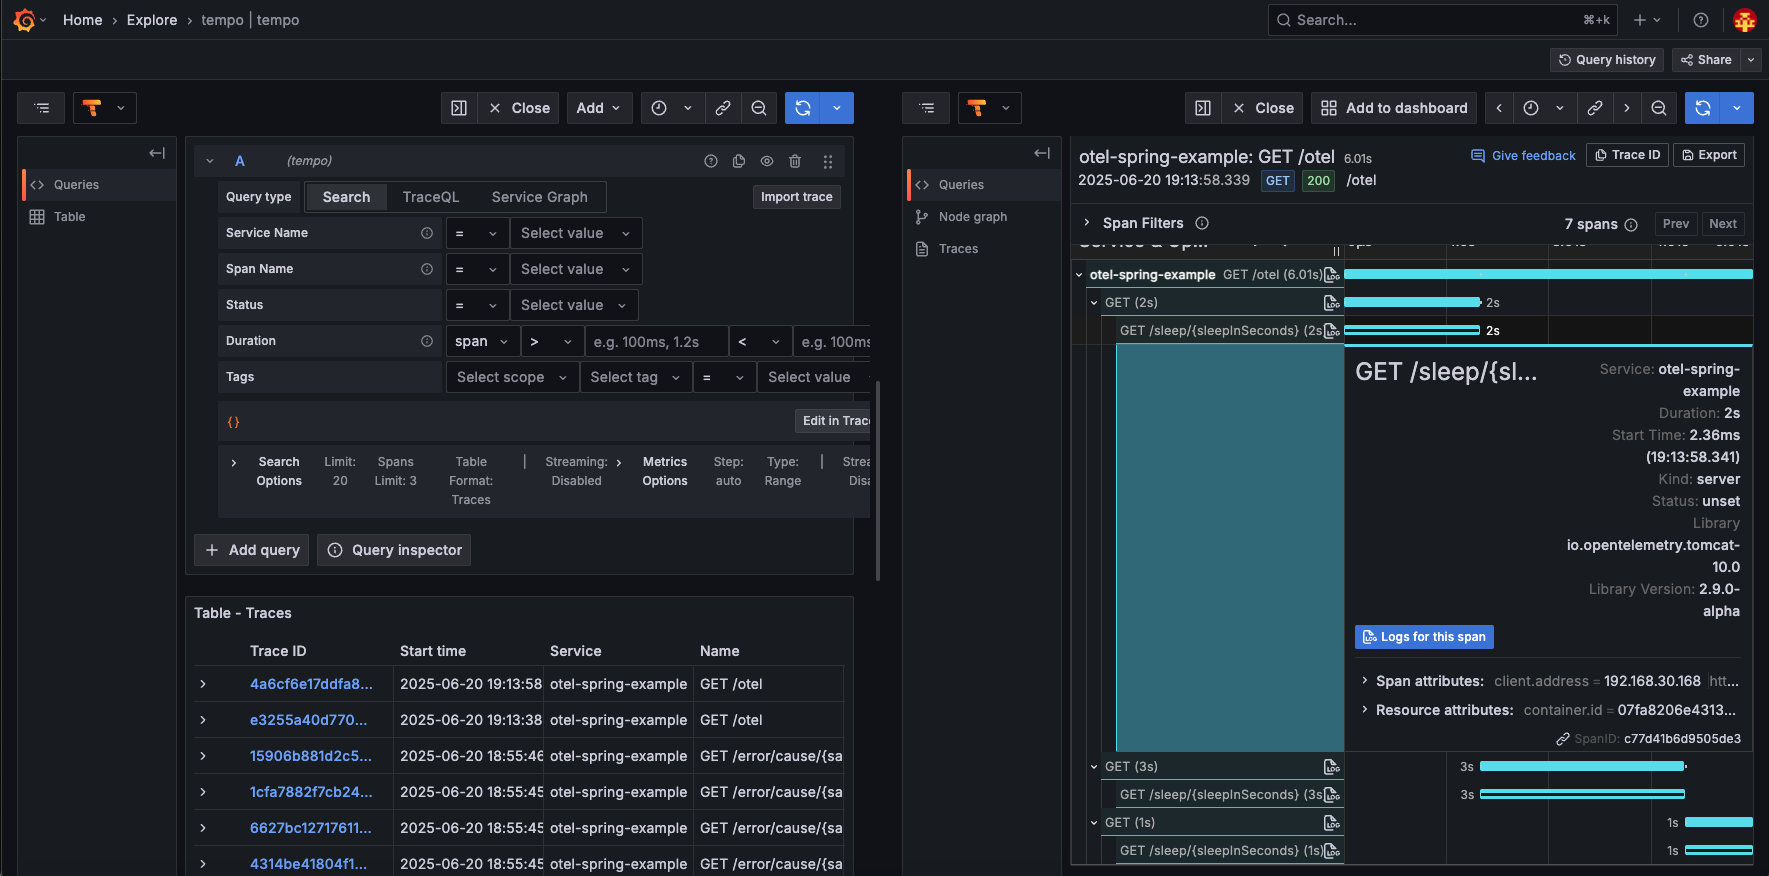 Home › Explore › tempo | tempo
Search... ⌘+k
Query history Share
Close Add
Queries
Table
A (tempo)
Query type Search TraceQL Service Graph Import trace
Service Name = Select value
Span Name = Select value
Status = Select value
Duration span > e.g. 100ms, 1.2s < e.g. 100ms
Tags Select scope Select tag = Select value
{} Edit in Trac
Search Options Limit: 20 Spans Limit: 3 Table Format: Traces | Streaming: Disabled Metrics Options Step: auto Type: Range | Strea Disa
+ Add query Query inspector
Table - Traces
Trace ID Start time Service Name
4a6cf6e17ddfa8... 2025-06-20 19:13:58 otel-spring-example GET /otel
e3255a40d770... 2025-06-20 19:13:38 otel-spring-example GET /otel
15906b881d2c5... 2025-06-20 18:55:46 otel-spring-example GET /error/cause/{sa
1cfa7882f7cb24... 2025-06-20 18:55:45 otel-spring-example GET /error/cause/{sa
6627bc12717611... 2025-06-20 18:55:45 otel-spring-example GET /error/cause/{sa
4314be41804f1... 2025-06-20 18:55:45 otel-spring-example GET /error/cause/{sa
Close Add to dashboard
Queries
Node graph
Traces
otel-spring-example: GET /otel 6.01s Give feedback Trace ID Export
2025-06-20 19:13:58.339 GET 200 /otel
Span Filters 7 spans Prev Next
otel-spring-example GET /otel (6.01s)
GET (2s) 2s
GET /sleep/{sleepInSeconds} (2s 2s
GET /sleep/{sl...
Service: otel-spring-
example
Duration: 2s
Start Time: 2.36ms
(19:13:58.341)
Kind: server
Status: unset
Library
io.opentelemetry.tomcat-
10.0
Library Version: 2.9.0-
alpha
Logs for this span
Span attributes: client.address = 192.168.30.168 htt...
Resource attributes: container.id = 07fa8206e4313...
SpanID: c77d41b6d9505de3
GET (3s) 3s
GET /sleep/{sleepInSeconds} (3s 3s
GET (1s) 1s
GET /sleep/{sleepInSeconds} (1s) 1s